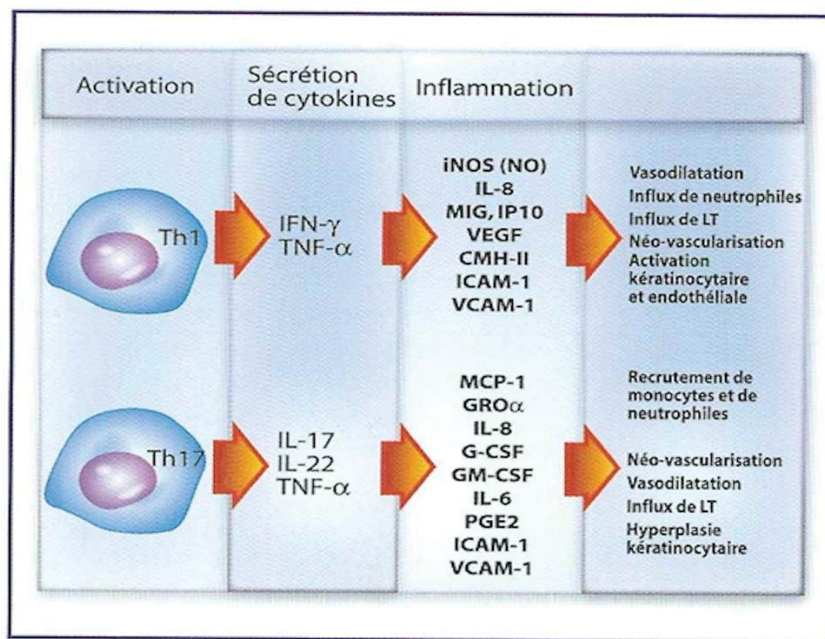 Activation
Sécrétion
de cytokines
Inflammation
Th1
IFN-γ
TNF-α
iNOS (NO)
IL-8
MIG, IP10
VEGF
CMH-II
ICAM-1
VCAM-1
Vasodilatation
Influx de neutrophiles
Influx de LT
Néo-vascularisation
Activation
kératinocytaire
et endothéliale
Th17
IL-17
IL-22
TNF-α
MCP-1
GROα
IL-8
G-CSF
GM-CSF
IL-6
PGE2
ICAM-1
VCAM-1
Recrutement de
monocytes et de
neutrophiles
Néo-vascularisation
Vasodilatation
Influx de LT
Hyperplasie
kératinocytaire